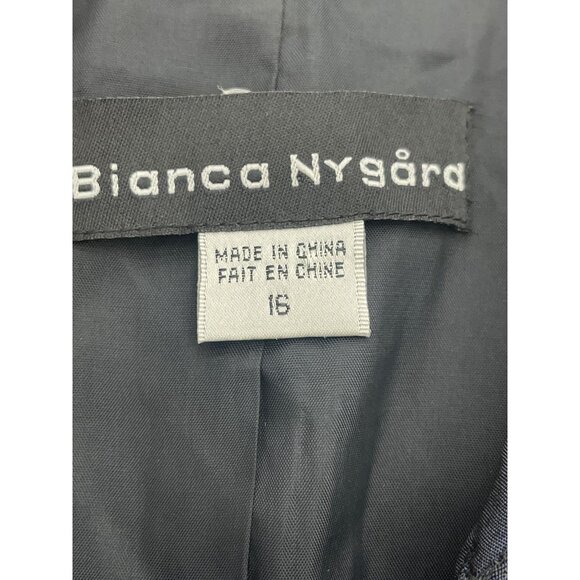 Bianca Nygård
MADE IN CHINA
FAIT EN CHINE
16